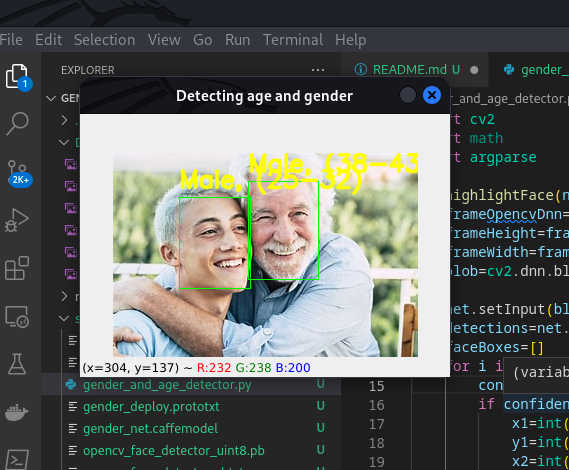 File Edit Selection View Go Run Terminal Help
1
EXPLORER ...
README.md U
gender_
GEN
Detecting age and gender
r_and_age_detector.p
rt cv2
rt math
rt argparse
2K+
Male, (38-43
Male, (25-32)
highlightFace(n
frameOpencvDnn=
frameHeight=fra
frameWidth=fram
blob=cv2.dnn.bl
net.setInput(bl
detections=net.
faceBoxes=[]
for i i
(x=304, y=137) ~ R:232 G:238 B:200
(variab
gender_and_age_detector.py U
15 con
gender_deploy.prototxt U
16 if confiden
gender_net.caffemodel U
17 x1=int(
opencv_face_detector_uint8.pb U
18 y1=int(
19 x2=int(